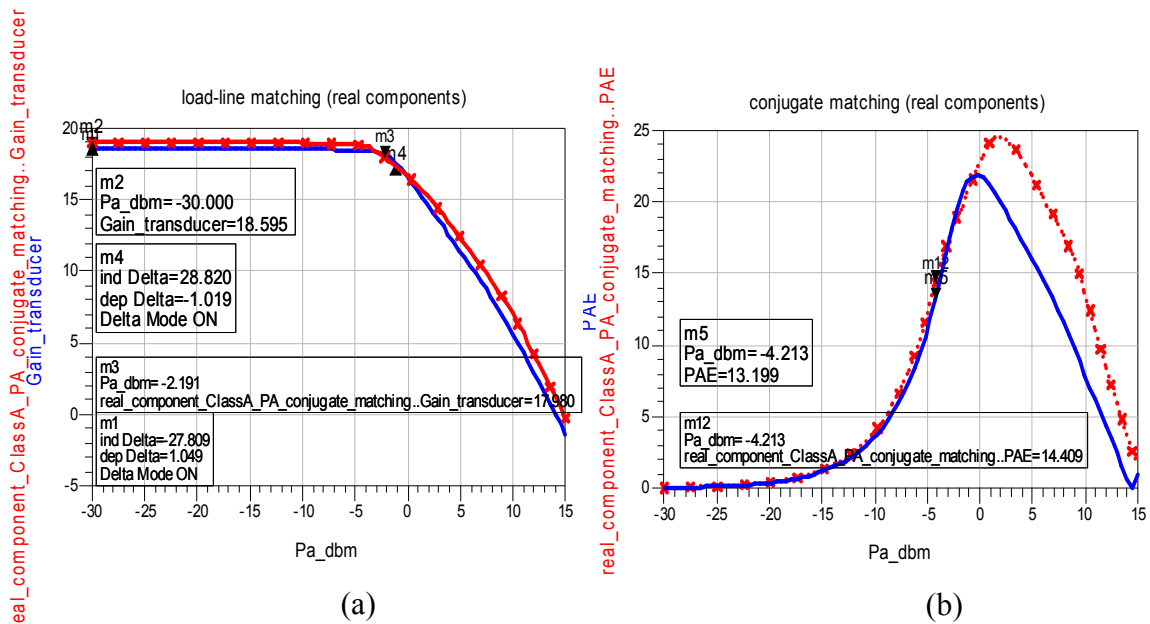 load-line matching (real components)
eal_component_ClassA_PA_conjugate_matching..Gain_transducer
Gain_transducer
20
15
10
5
0
-5
m2
m1
m3
m4
m2
Pa_dbm= -30.000
Gain_transducer=18.595
m4
ind Delta=28.820
dep Delta=-1.019
Delta Mode ON
m3
Pa_dbm= -2.191
real_component_ClassA_PA_conjugate_matching..Gain_transducer=17.980
m1
ind Delta=-27.809
dep Delta=1.049
Delta Mode ON
-30 -25 -20 -15 -10 -5 0 5 10 15
Pa_dbm
(a)
conjugate matching (real components)
real_component_ClassA_PA_conjugate_matching..PAE
PAE
25
20
15
10
5
0
m12
m5
m5
Pa_dbm= -4.213
PAE=13.199
m12
Pa_dbm= -4.213
real_component_ClassA_PA_conjugate_matching..PAE=14.409
-30 -25 -20 -15 -10 -5 0 5 10 15
Pa_dbm
(b)